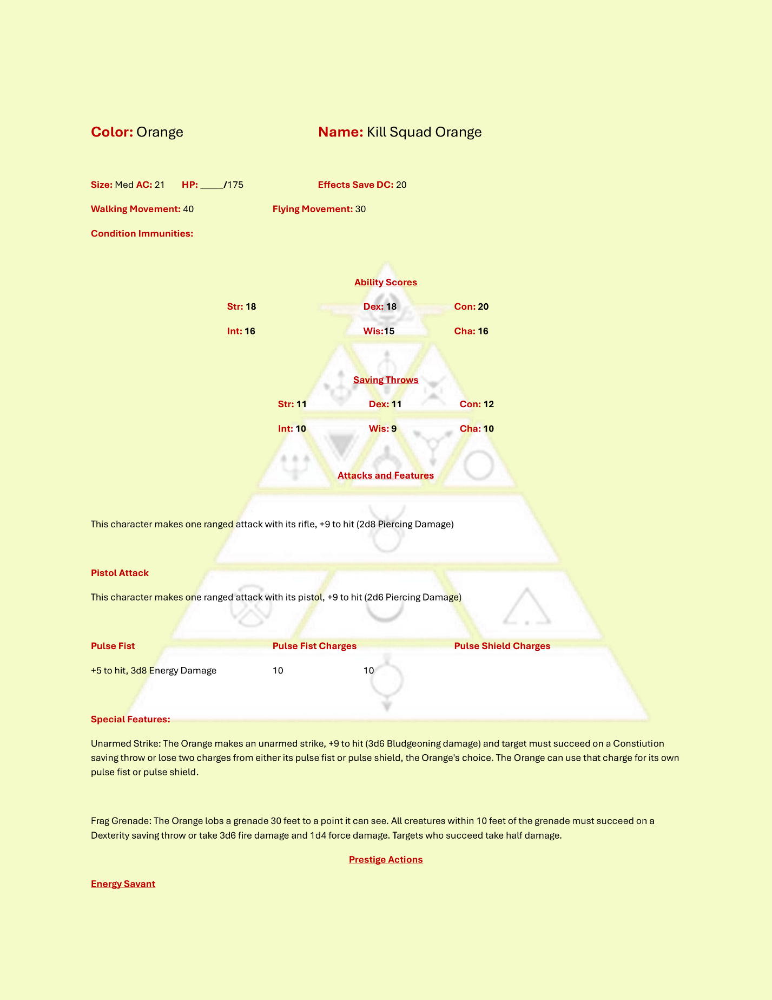 Color: Orange Name: Kill Squad Orange
Size: Med AC: 21 HP: _____/175 Effects Save DC: 20
Walking Movement: 40 Flying Movement: 30
Condition Immunities:
Ability Scores
Str: 18 Dex: 18 Con: 20
Int: 16 Wis:15 Cha: 16
Saving Throws
Str: 11 Dex: 11 Con: 12
Int: 10 Wis: 9 Cha: 10
Attacks and Features
This character makes one ranged attack with its rifle, +9 to hit (2d8 Piercing Damage)
Pistol Attack
This character makes one ranged attack with its pistol, +9 to hit (2d6 Piercing Damage)
Pulse Fist Pulse Fist Charges Pulse Shield Charges
+5 to hit, 3d8 Energy Damage 10 10
Special Features:
Unarmed Strike: The Orange makes an unarmed strike, +9 to hit (3d6 Bludgeoning damage) and target must succeed on a Constiution
saving throw or lose two charges from either its pulse fist or pulse shield, the Orange's choice. The Orange can use that charge for its own
pulse fist or pulse shield.
Frag Grenade: The Orange lobs a grenade 30 feet to a point it can see. All creatures within 10 feet of the grenade must succeed on a
Dexterity saving throw or take 3d6 fire damage and 1d4 force damage. Targets who succeed take half damage.
Prestige Actions
Energy Savant